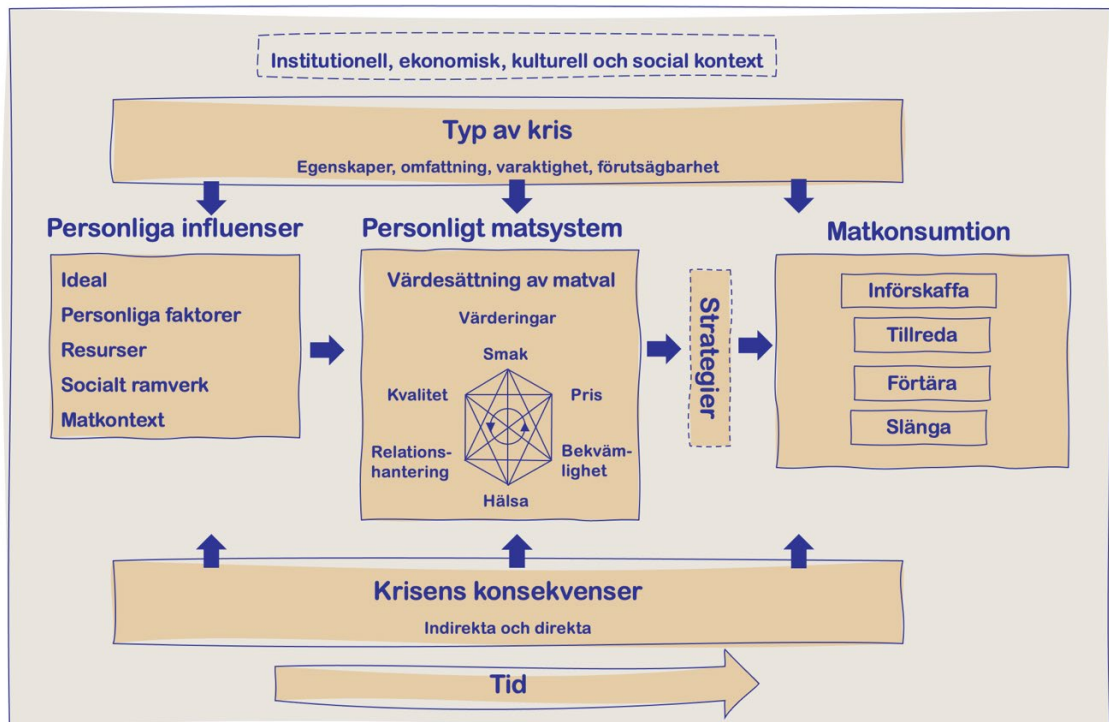 Institutionell, ekonomisk, kulturell och social kontext
Typ av kris
Egenskaper, omfattning, varaktighet, förutsägbarhet
Personliga influenser
Ideal
Personliga faktorer
Resurser
Socialt ramverk
Matkontext
Personligt matsystem
Värdesättning av matval
Värderingar
Smak
Kvalitet
Pris
Relations-
hantering
Bekväm-
lighet
Hälsa
Strategier
Matkonsumtion
Införskaffa
Tillreda
Förtära
Slänga
Krisens konsekvenser
Indirekta och direkta
Tid